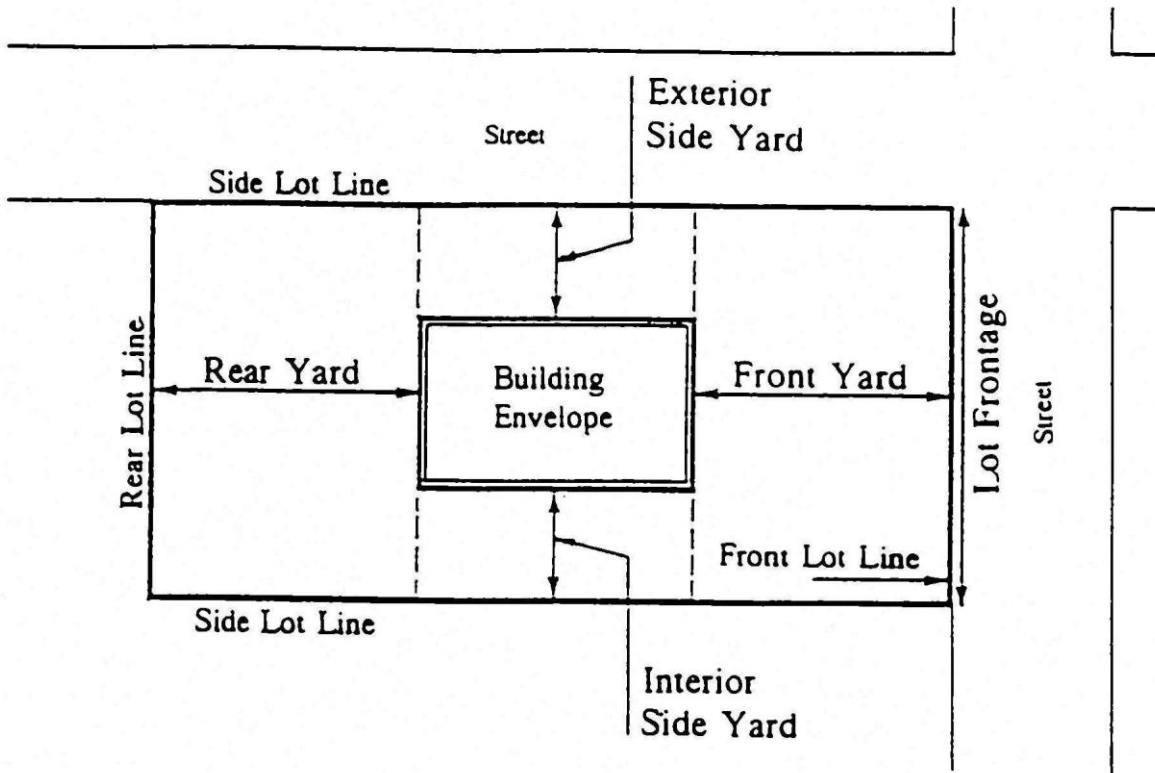 Exterior
Side Yard
Street
Side Lot Line
Rear Lot Line
Rear Yard
Building
Envelope
Front Yard
Lot Frontage
Street
Front Lot Line
Side Lot Line
Interior
Side Yard